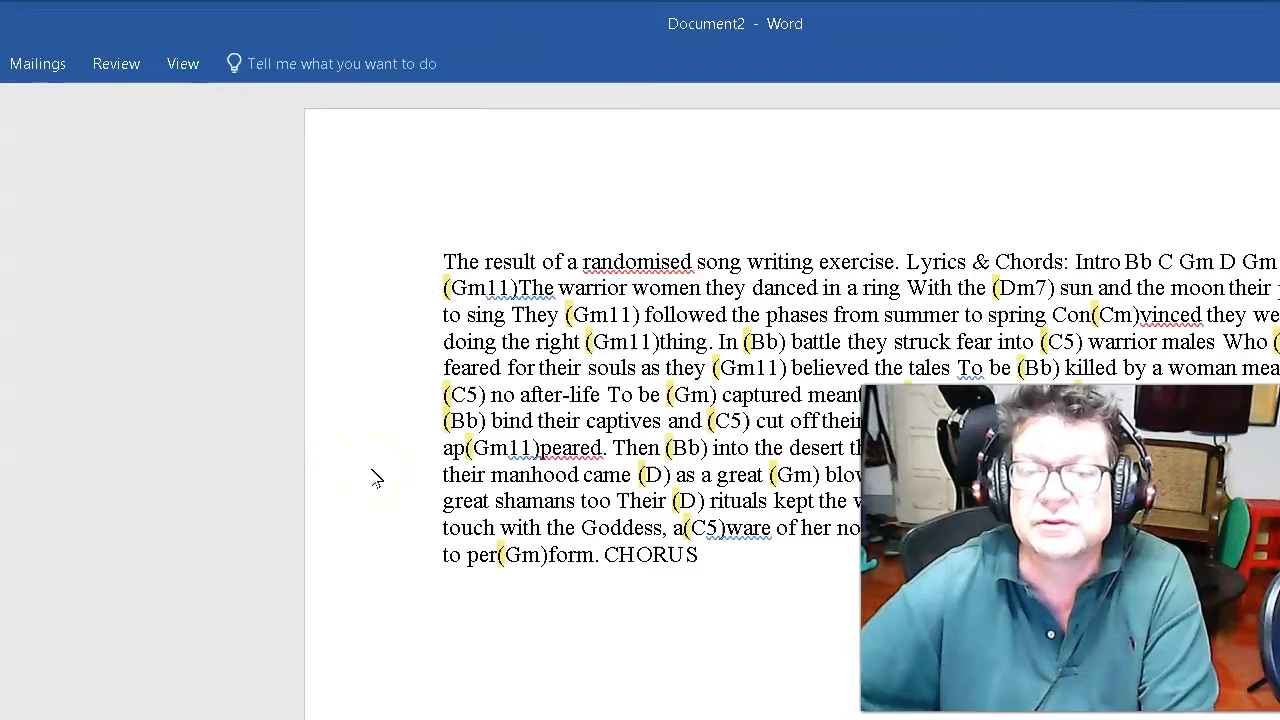 Document2 - Word
Mailings Review View Tell me what you want to do
The result of a randomised song writing exercise. Lyrics & Chords: Intro Bb C Gm D Gm
(Gm11)The warrior women they danced in a ring With the (Dm7) sun and the moon their
to sing They (Gm11) followed the phases from summer to spring Con(Cm)vinced they we
doing the right (Gm11)thing. In (Bb) battle they struck fear into (C5) warrior males Who (
feared for their souls as they (Gm11) believed the tales To be (Bb) killed by a woman mea
(C5) no after-life To be (Gm) captured meant
(Bb) bind their captives and (C5) cut off their
ap(Gm11)peared. Then (Bb) into the desert th
their manhood came (D) as a great (Gm) blow
great shamans too Their (D) rituals kept the w
touch with the Goddess, a(C5)ware of her no
to per(Gm)form. CHORUS